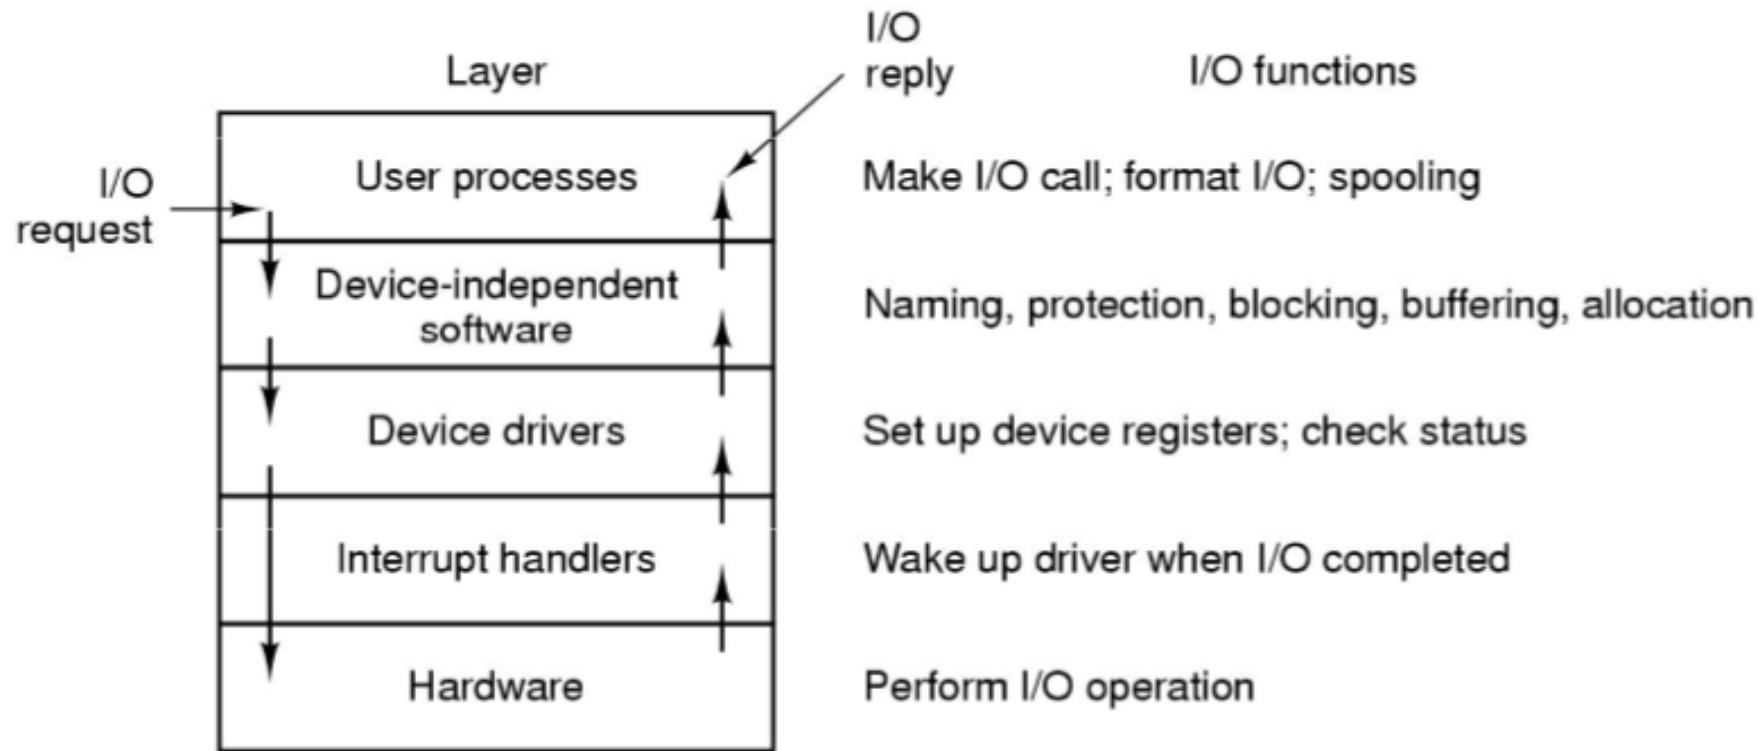 Layer
I/O
reply
I/O functions
I/O
request
User processes
Make I/O call; format I/O; spooling
Device-independent
software
Naming, protection, blocking, buffering, allocation
Device drivers
Set up device registers; check status
Interrupt handlers
Wake up driver when I/O completed
Hardware
Perform I/O operation